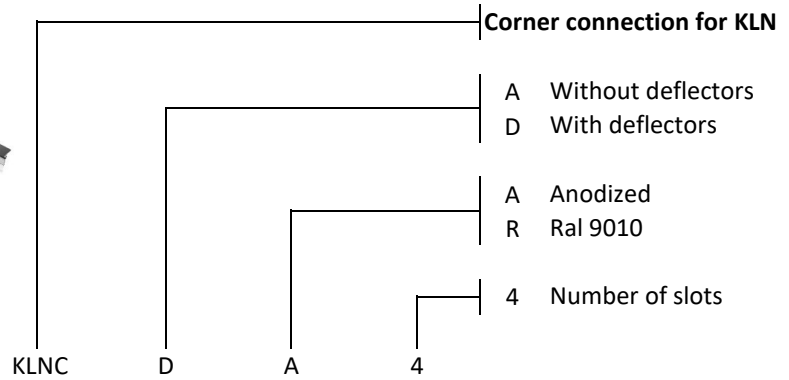 Corner connection for KLN
A Without deflectors
D With deflectors
A Anodized
R Ral 9010
4 Number of slots
KLNC D A 4